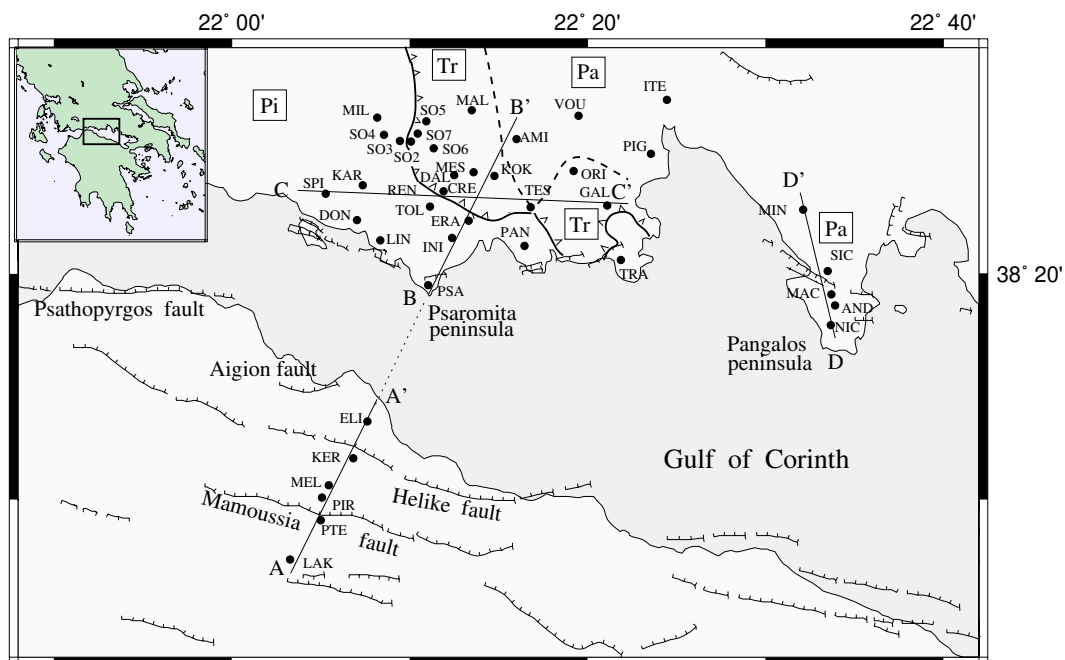 22° 00'
22° 20'
22° 40'
Tr
Pa
Pi
ITE
MIL
SO5
MAL
B'
VOU
SO4
SO7
AMI
SO3
SO2
SO6
PIG
MES
DAL
KOK
ORI
KAR
C
SPI
REN
CRE
TES
GAL
C'
D'
TOL
MIN
DON
ERA
Tr
Pa
LIN
INI
PAN
SIC
TRA
38° 20'
B
PSA
MAC
AND
Psathopyrgos fault
Psaromita
peninsula
NIC
Pangalos
peninsula
D
Aigion fault
A'
ELI
KER
Gulf of Corinth
MEL
Helike fault
PIR
Mamoussia
fault
PTE
A
LAK